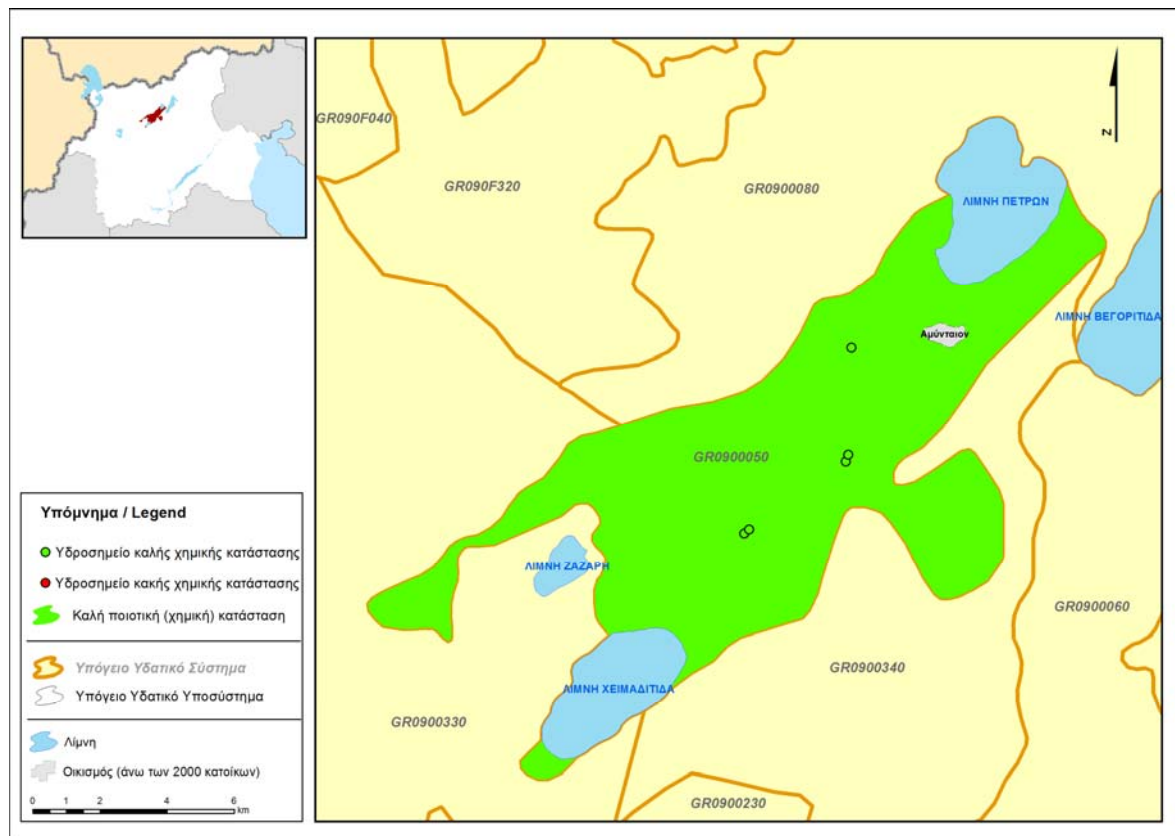 GR090F040
GR090F320
GR0900080
ΛΙΜΝΗ ΠΕΤΡΩΝ
Z
ΛΙΜΝΗ ΒΕΓΟΡΙΤΙΔΑ
Αμύνταιον
GR0900050
ΛΙΜΝΗ ΖΑΖΑΡΗ
GR0900060
GR0900340
ΛΙΜΝΗ ΧΕΙΜΑΔΙΤΙΔΑ
GR0900330
GR0900230
Υπόμνημα / Legend
Υδροσημείο καλής χημικής κατάστασης
Υδροσημείο κακής χημικής κατάστασης
Καλή ποιοτική (χημική) κατάσταση
Υπόγειο Υδατικό Σύστημα
Υπόγειο Υδατικό Υποσύστημα
Λίμνη
Οικισμός (άνω των 2000 κατοίκων)
0 1 2 4 6
km